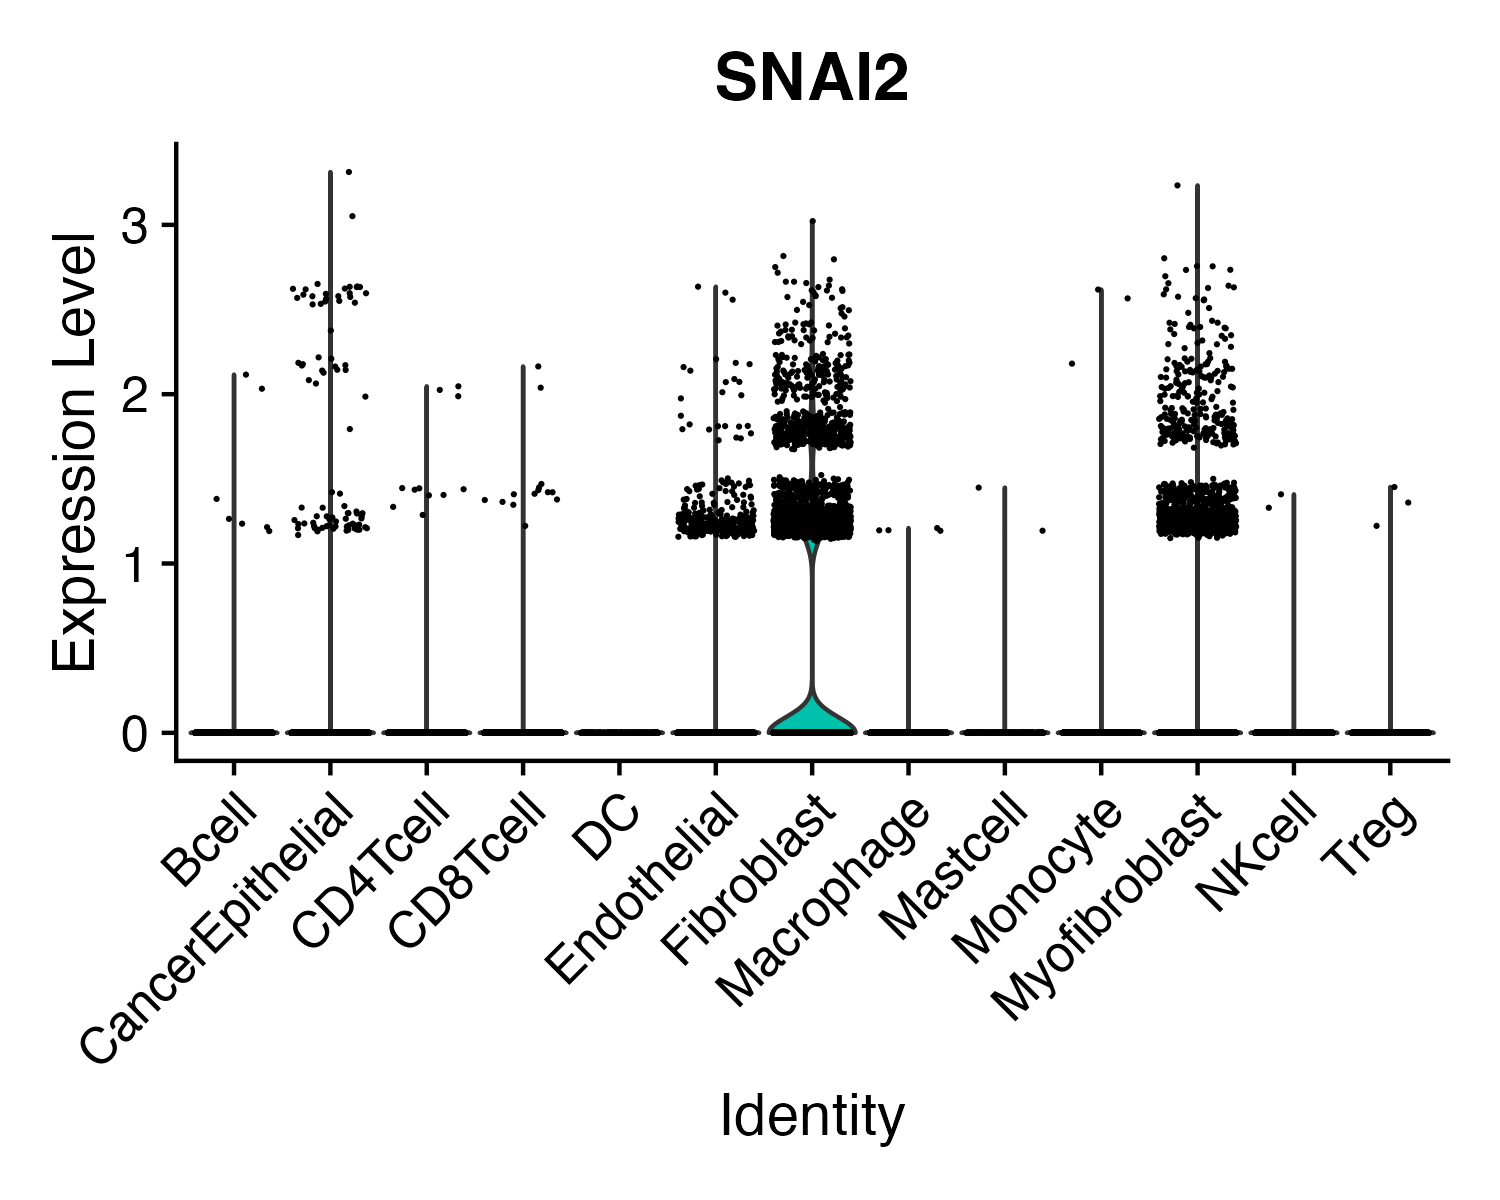 SNAI2
Expression Level
3
2
1
0
Bcell
CancerEpithelial
CD4Tcell
CD8Tcell
DC
Endothelial
Fibroblast
Macrophage
Mastcell
Monocyte
Myofibroblast
NKcell
Treg
Identity